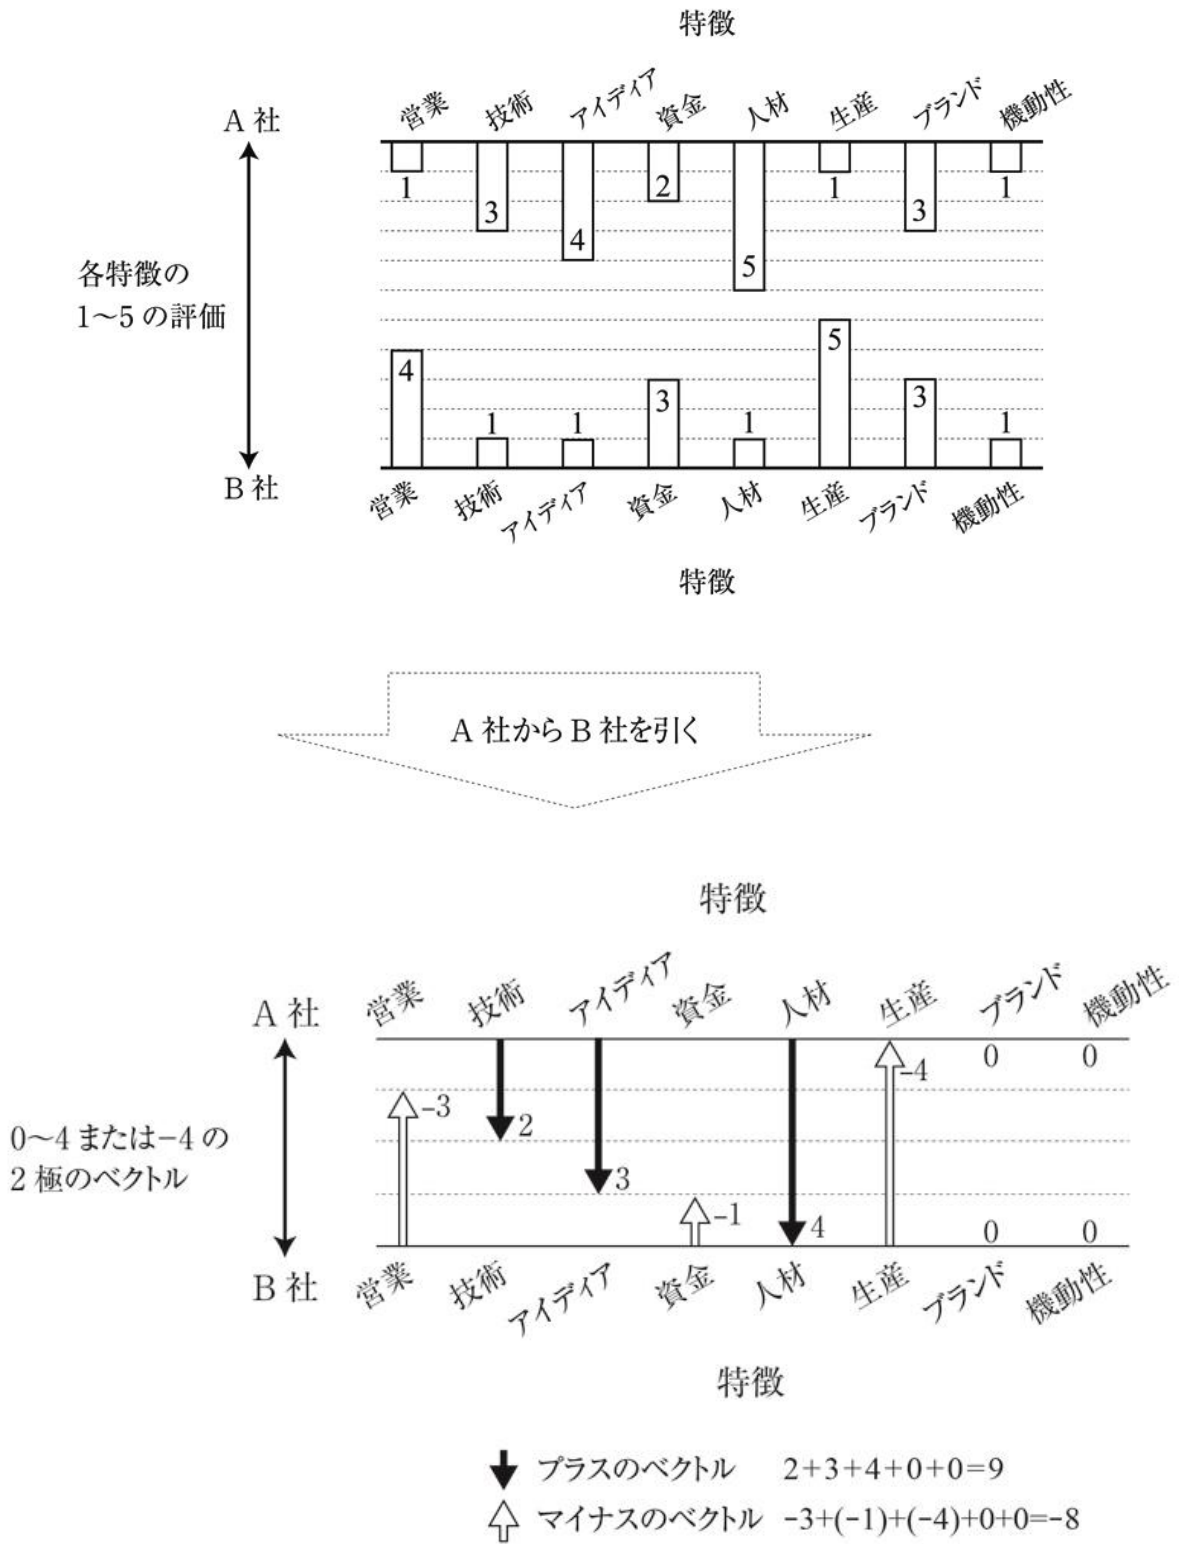 特徴
営業 技術 アイディア 資金 人材 生産 ブランド 機動性
A 社
1 3 4 2 5 1 3 1
各特徴の
1～5 の評価
4 1 1 3 1 5 3 1
B 社
営業 技術 アイディア 資金 人材 生産 ブランド 機動性
特徴
A 社から B 社を引く
特徴
営業 技術 アイディア 資金 人材 生産 ブランド 機動性
A 社
-3 2 3 -1 4 -4 0 0
0～4 または−4 の
2 極のベクトル
0 0
B 社
営業 技術 アイディア 資金 人材 生産 ブランド 機動性
特徴
プラスのベクトル 2+3+4+0+0=9
マイナスのベクトル -3+(-1)+(-4)+0+0=-8